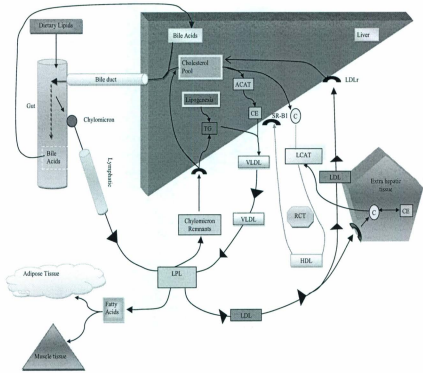 Dietary Lipids
Bile Acids
Liver
Cholesterol
Pool
Bile duct
ACAT
LDLr
Gut
Lipogenesis
CE
SR-B1
C
Chylomicron
TG
VLDL
LCAT
Bile
Acids
Lymphatic
LDL
Extra hepatic
tissue
C
CE
Chylomicron
Remnants
VLDL
RCT
HDL
Adipose Tissue
LPL
Fatty
Acids
LDL
Muscle tissue